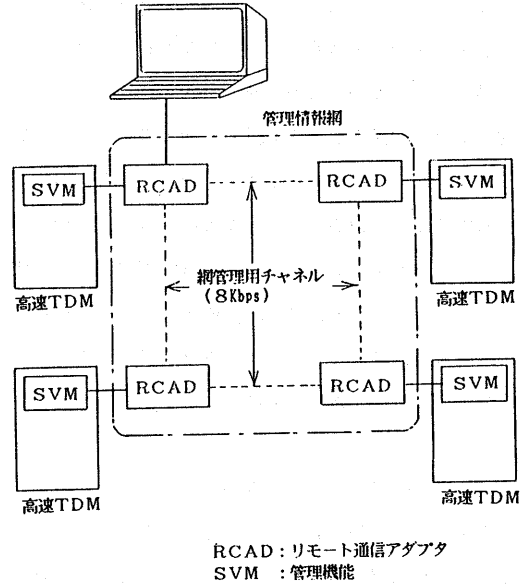 管理情報網
SVM
RCAD
RCAD
SVM
高速TDM
高速TDM
網管理用チャネル
(8Kbps)
SVM
RCAD
RCAD
SVM
高速TDM
高速TDM
RCAD:リモート通信アダプタ
SVM :管理機能